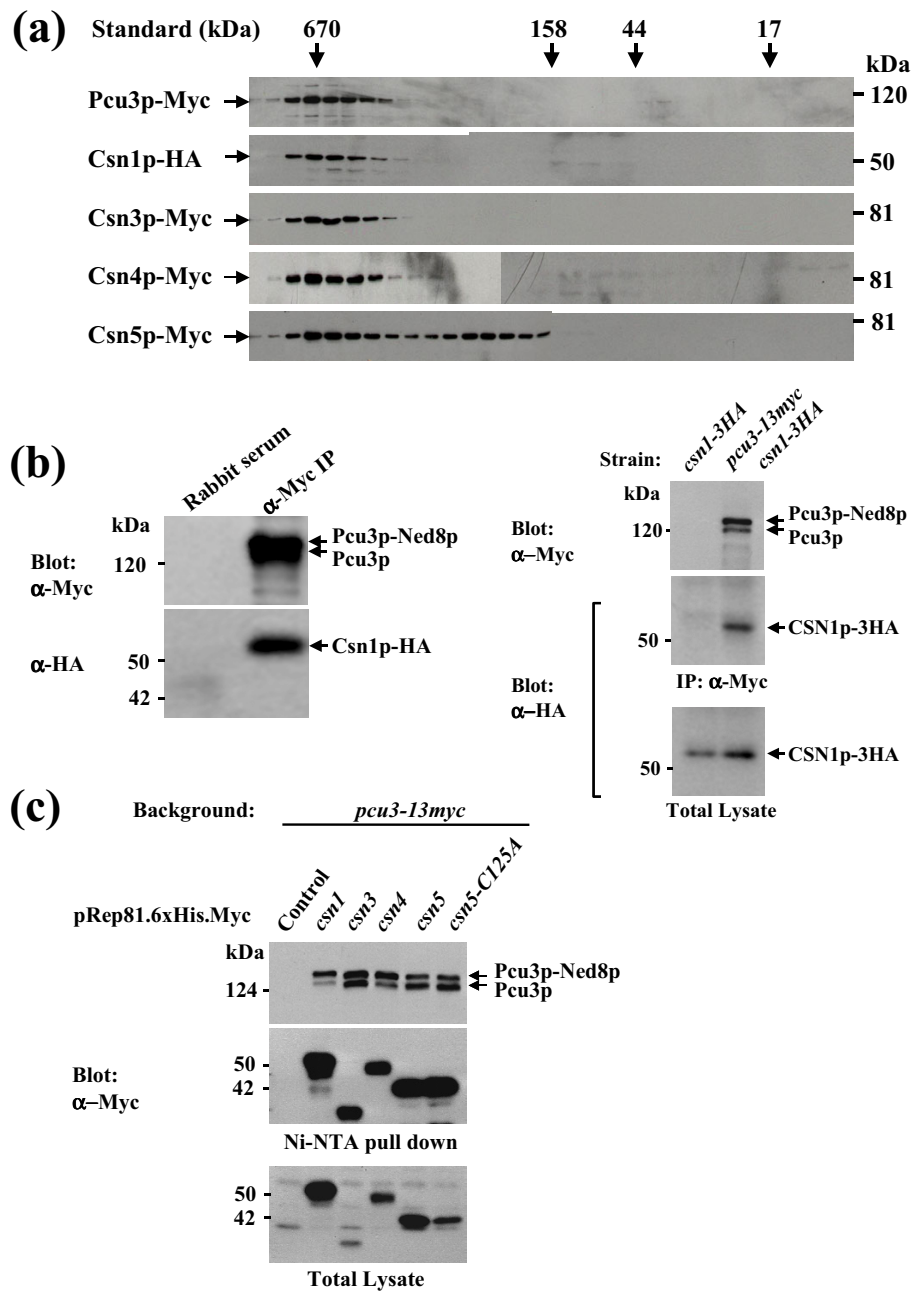 (a) Standard (kDa) 670 158 44 17
kDa
Pcu3p-Myc 120
Csn1p-HA 50
Csn3p-Myc 81
Csn4p-Myc 81
Csn5p-Myc 81
(b)
Rabbit serum
α-Myc IP
kDa
Blot:
α-Myc
120
Pcu3p-Ned8p
Pcu3p
α-HA
50
42
Csn1p-HA
Strain:
csn1-3HA
pcu3-13myc
csn1-3HA
kDa
Blot:
α–Myc
120
Pcu3p-Ned8p
Pcu3p
50
CSN1p-3HA
IP: α-Myc
Blot:
α–HA
50
CSN1p-3HA
Total Lysate
(c)
Background: pcu3-13myc
pRep81.6xHis.Myc
Control
csn1
csn3
csn4
csn5
csn5-C125A
kDa
124
Pcu3p-Ned8p
Pcu3p
Blot:
α–Myc
50
42
Ni-NTA pull down
50
42
Total Lysate